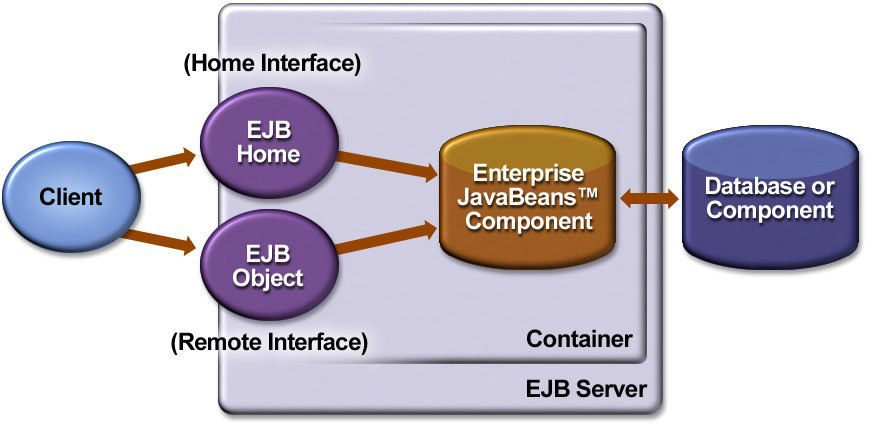 (Home Interface)
EJB
Home
Client
EJB
Object
(Remote Interface)
Enterprise
JavaBeans™
Component
Database or
Component
Container
EJB Server